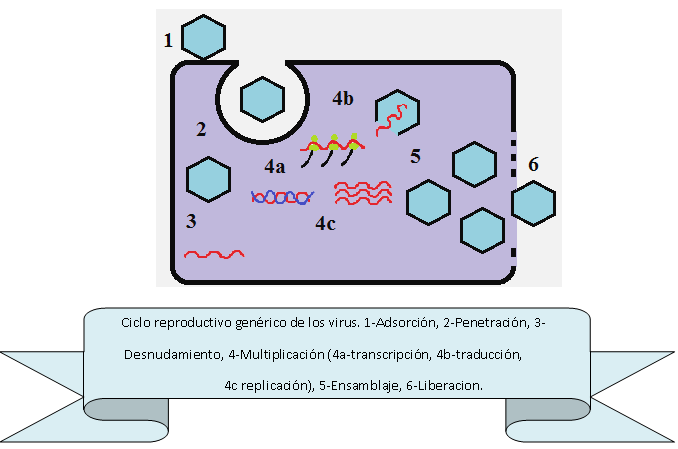 1
4b
2
5
4a
6
3
4c
Ciclo reproductivo genérico de los virus. 1-Adsorción, 2-Penetración, 3-
Desnudamiento, 4-Multiplicación (4a-transcripción, 4b-traducción,
4c replicación), 5-Ensamblaje, 6-Liberacion.